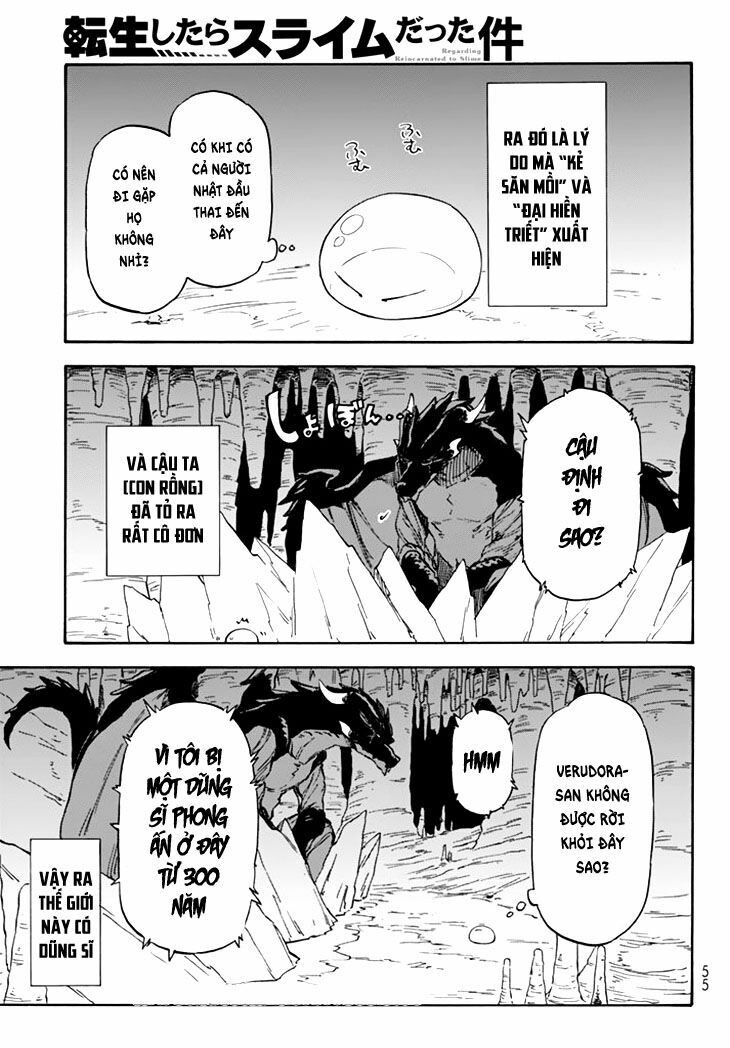 転生したらスライムだった件
Regarding
Reincarnated to Slime
RA ĐÓ LÀ LÝ
DO MÀ "KẺ
SĂN MỒI" VÀ
"ĐẠI HIỀN
TRIẾT" XUẤT
HIỆN
ふむ
ふむ
CÓ KHI CÓ
CẢ NGƯỜI
NHẬT ĐẦU
THAI ĐẾN
ĐÂY
CÓ NÊN
ĐI GẶP
HỌ
KHÔNG
NHỈ?
CẬU
ĐỊNH
ĐI
SAO?
しょぼん...
VÀ CẬU TA
(CON RỒNG)
ĐÃ TỎ RA
RẤT CÔ ĐƠN
VERUDORA-
SAN KHÔNG
ĐƯỢC RỜI
KHỎI ĐÂY
SAO?
HMM
VÌ TÔI BỊ
MỘT DŨNG
SĨ PHONG
ẤN Ở ĐÂY
TỪ 300
NĂM
VẬY RA
THẾ GIỚI
NÀY CÓ
DŨNG SĨ
55